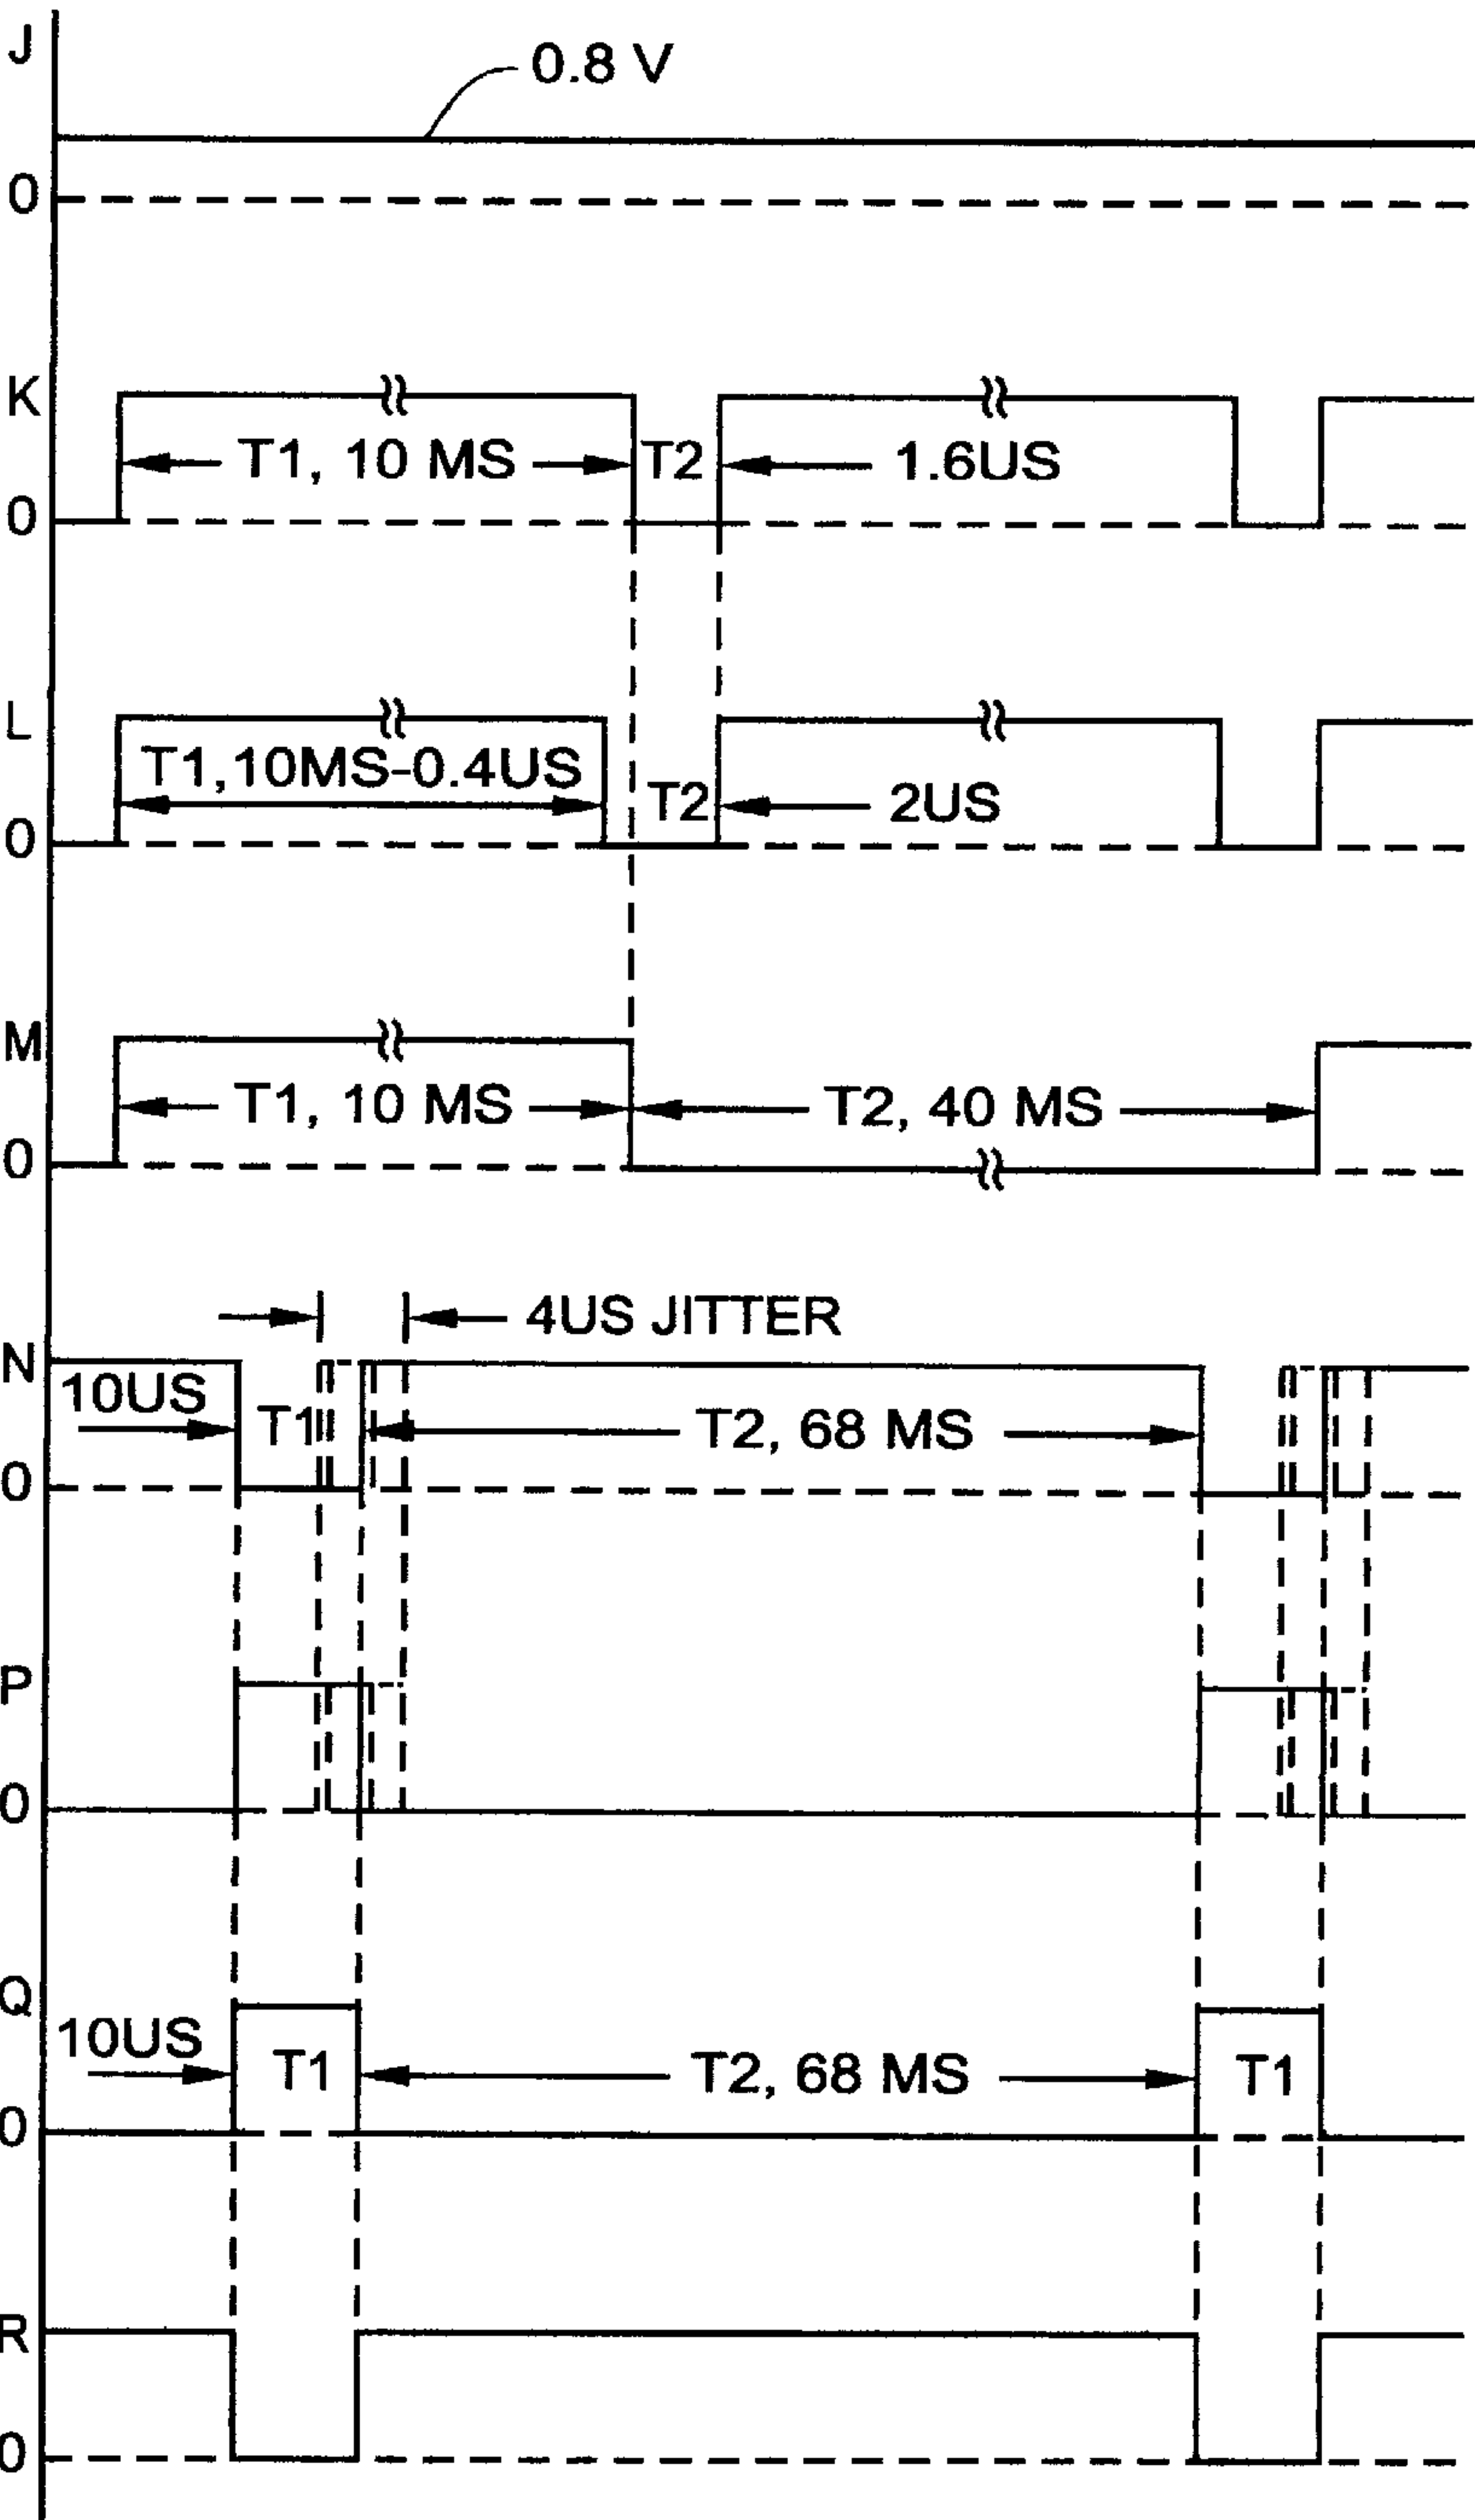 J
0.8 V
0
K
T1, 10 MS T2 1.6US
0
L
T1,10MS-0.4US T2 2US
0
M
T1, 10 MS T2, 40 MS
0
4US JITTER
N
10US T1 T2, 68 MS
0
P
0
Q
10US T1 T2, 68 MS T1
0
R
0